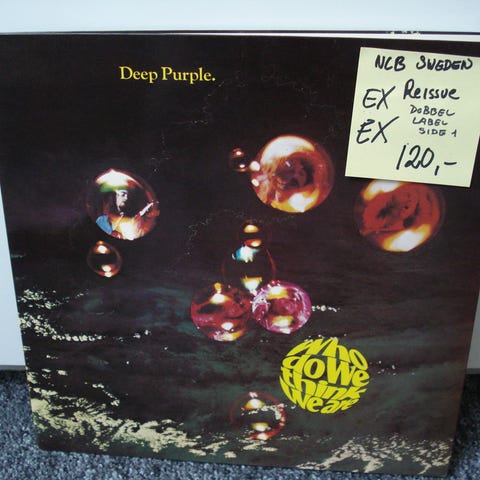 Deep Purple.
NCB SWEDEN
EX Reissue
DOBBEL
LABEL
EX SIDE 1
120,-
Who
do We
think
We are